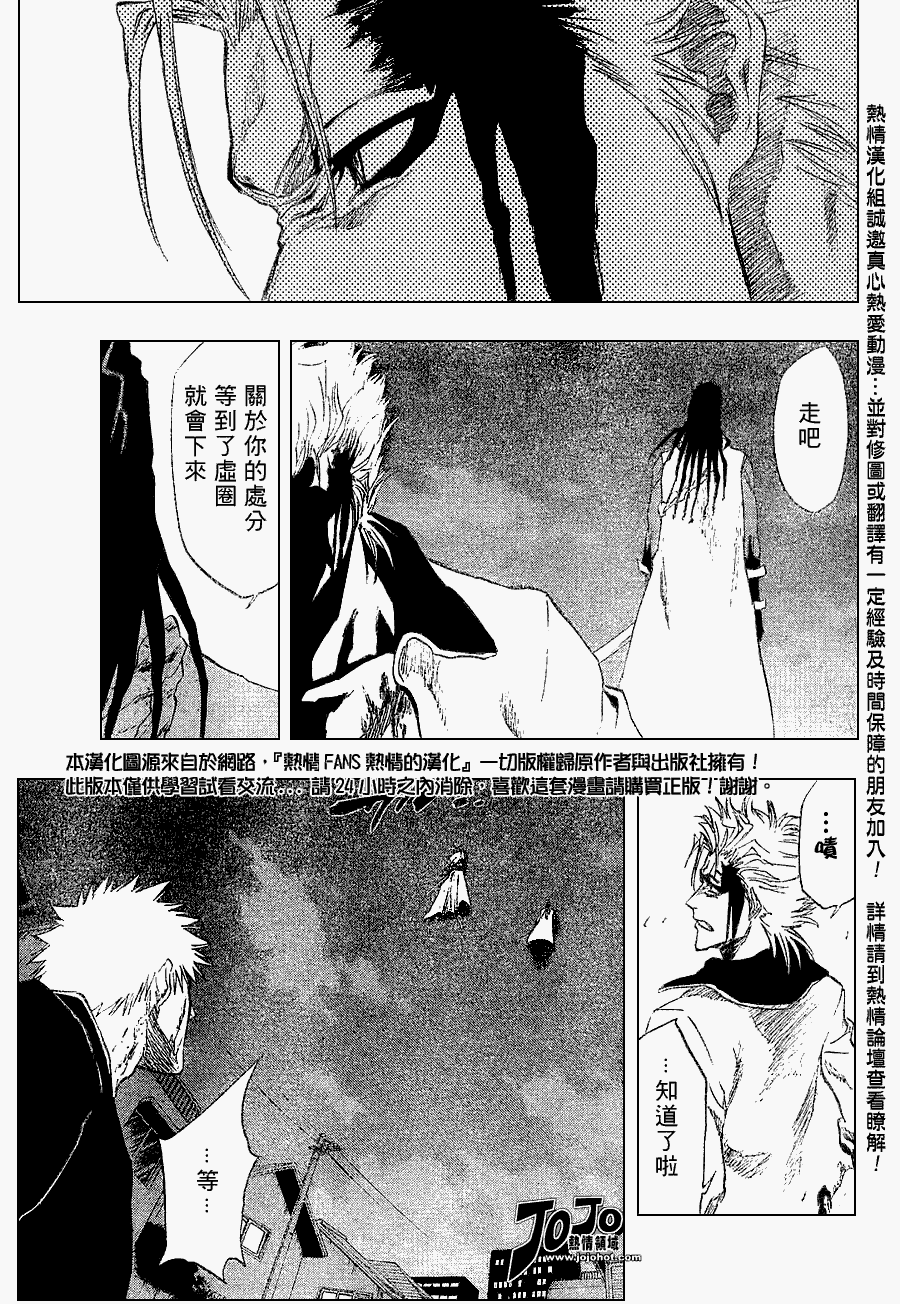 走吧
關於你的處分
等到了虛圈
就會下來
本漢化圖源來自於網路，『熱情FANS熱情的漢化』一切版權歸原作者與出版社擁有！
此版本僅供學習試看交流... 請24小時之內消除，喜歡這套漫畫請購買正版！謝謝。
…嘖
…知道了啦
…等…
JOJO
熱情領域
www.jojohot.com
熱情漢化組誠邀真心熱愛動漫…並對修圖或翻譯有一定經驗及時間保障的朋友加入！ 詳情請到熱情論壇查看瞭解！